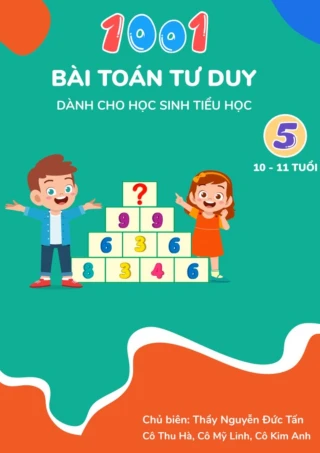 1001
BÀI TOÁN TƯ DUY
DÀNH CHO HỌC SINH TIỂU HỌC
5
10 - 11 TUỔI
?
9 9
6 3 6
8 3 4 6
Chủ biên: Thầy Nguyễn Đức Tấn
Cô Thu Hà, Cô Mỹ Linh, Cô Kim Anh